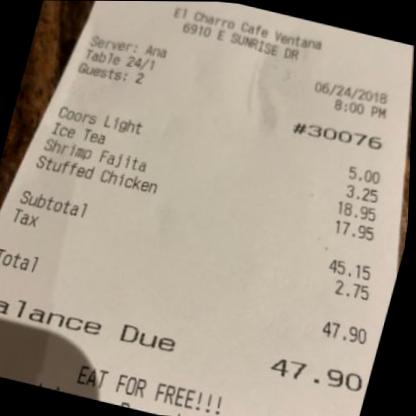 El Charro Cafe Ventana
6910 E SUNRISE DR
Server: Ana
Table 24/1
Guests: 2
06/24/2018
8:00 PM
#30076
Coors Light 5.00
Ice Tea 3.25
Shrimp Fajita 18.95
Stuffed Chicken 17.95
Subtotal 45.15
Tax 2.75
Total 47.90
alance Due 47.90
EAT FOR FREE!!!